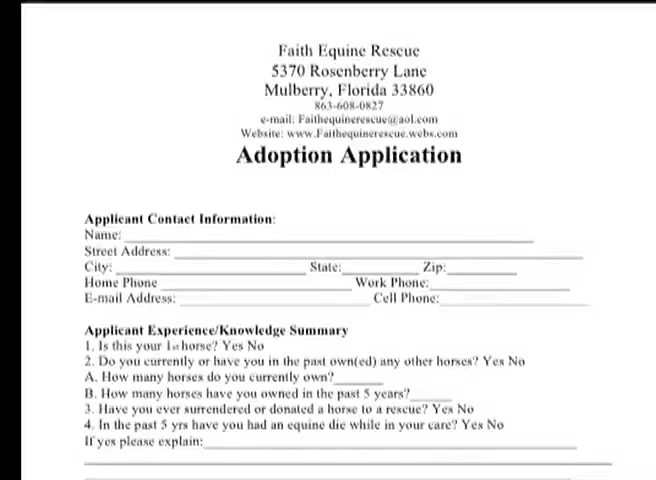 Faith Equine Rescue
5370 Rosenberry Lane
Mulberry, Florida 33860
863-608-0827
e-mail: Faithequinerescue@aol.com
Website: www.Faithequinerescue.webs.com
Adoption Application
Applicant Contact Information:
Name:
Street Address:
City: State: Zip:
Home Phone Work Phone:
E-mail Address: Cell Phone:
Applicant Experience/Knowledge Summary
1. Is this your 1st horse? Yes No
2. Do you currently or have you in the past own(ed) any other horses? Yes No
A. How many horses do you currently own?
B. How many horses have you owned in the past 5 years?
3. Have you ever surrendered or donated a horse to a rescue? Yes No
4. In the past 5 yrs have you had an equine die while in your care? Yes No
If yes please explain: